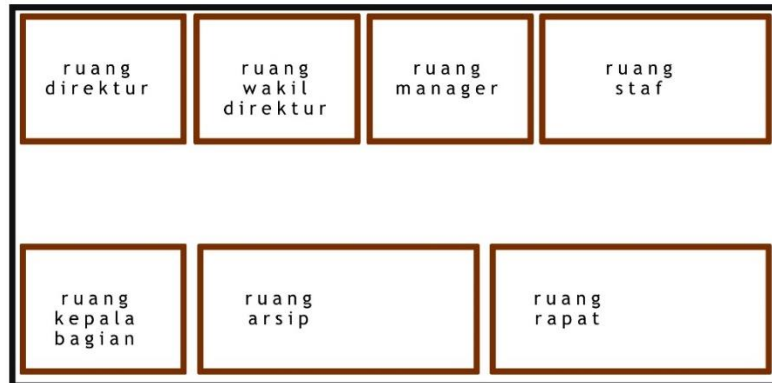 ruang
direktur
ruang
wakil
direktur
ruang
manager
ruang
staf
ruang
kepala
bagian
ruang
arsip
ruang
rapat